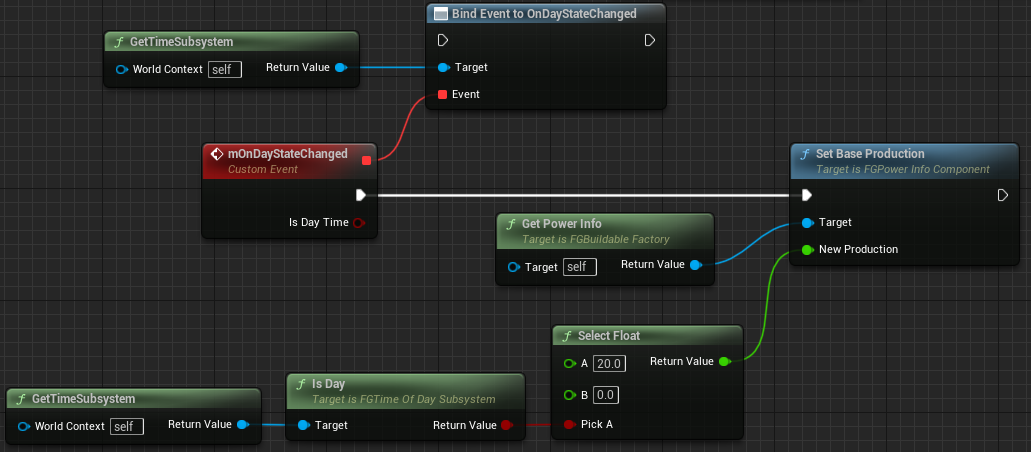 Bind Event to OnDayStateChanged
Target
Event
f GetTimeSubsystem
World Context self Return Value
mOnDayStateChanged
Custom Event
Is Day Time
f Set Base Production
Target is FGPower Info Component
Target
New Production
f Get Power Info
Target is FGBuildable Factory
Target self Return Value
f Select Float
A 20.0 Return Value
B 0.0
Pick A
f Is Day
Target is FGTime Of Day Subsystem
Target Return Value
f GetTimeSubsystem
World Context self Return Value